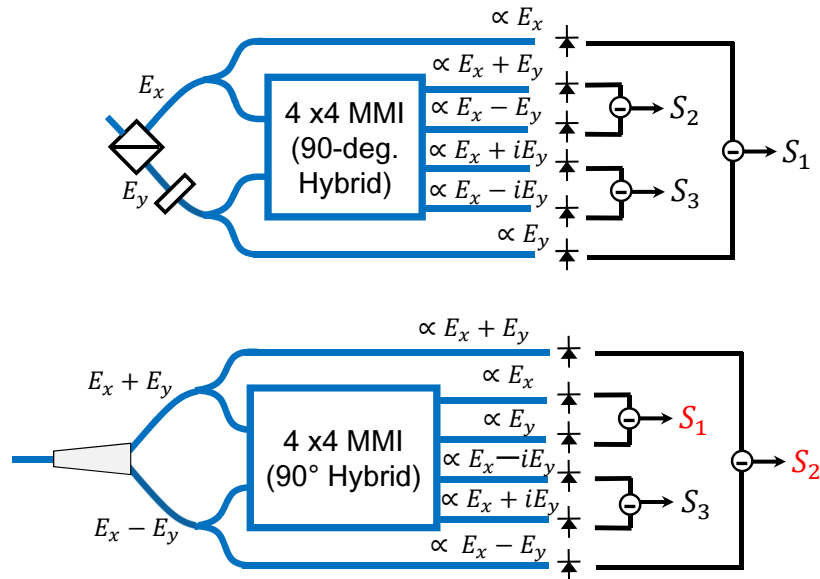 ∝ E_x
E_x
∝ E_x + E_y
∝ E_x − E_y
∝ E_x + iE_y
∝ E_x − iE_y
4 x4 MMI
(90-deg.
Hybrid)
E_y
∝ E_y
S_2
S_1
S_3
∝ E_x + E_y
E_x + E_y
∝ E_x
∝ E_y
∝ E_x−iE_y
∝ E_x + iE_y
4 x4 MMI
(90° Hybrid)
E_x − E_y
∝ E_x − E_y
S_1
S_2
S_3